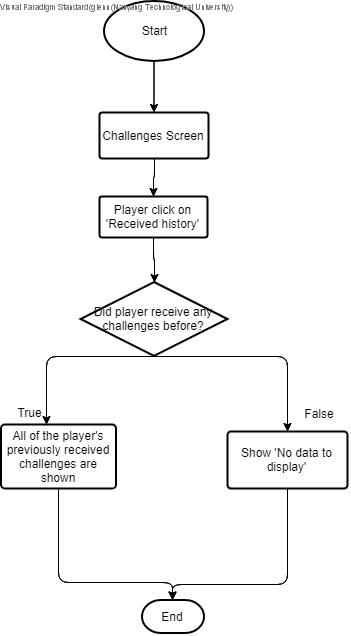 Visual Paradigm Standard(glenn(Nanyang Technological University))
Start
Challenges Screen
Player click on
'Received history'
Did player receive any
challenges before?
True
False
All of the player's
previously received
challenges are
shown
Show 'No data to
display'
End